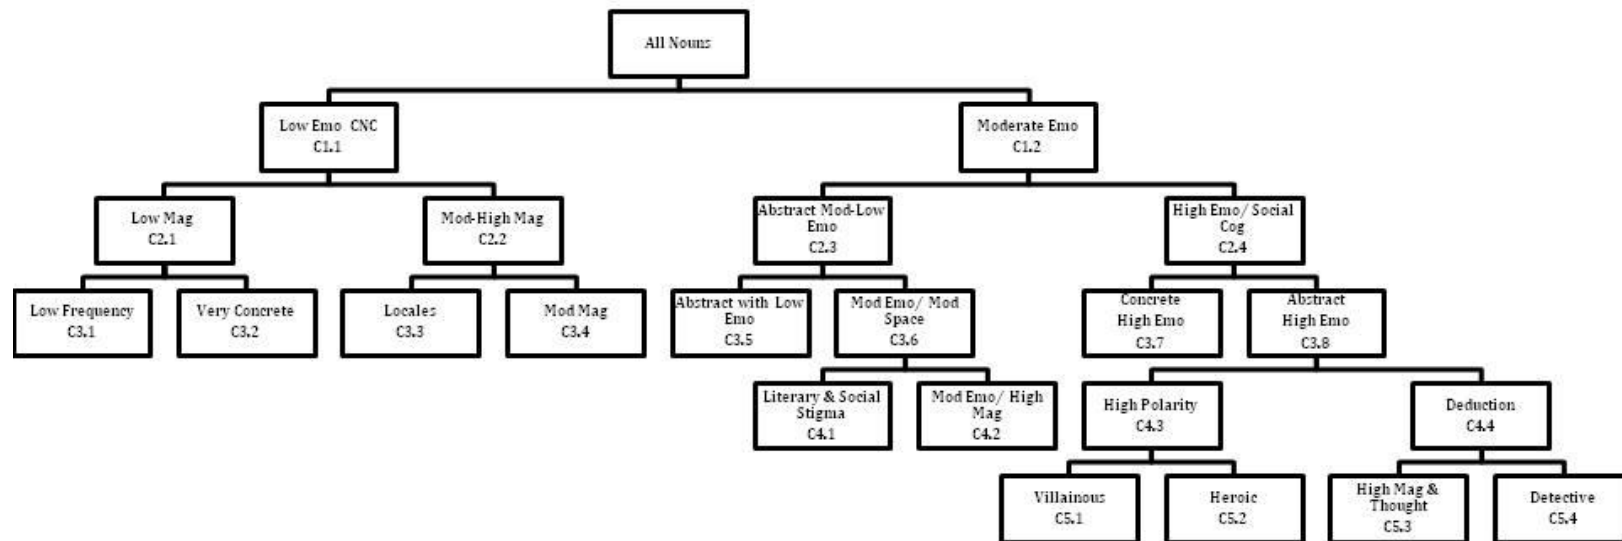 All Nouns
Low Emo CNC
C1.1
Moderate Emo
C1.2
Low Mag
C2.1
Mod-High Mag
C2.2
Abstract Mod-Low
Emo
C2.3
High Emo/ Social
Cog
C2.4
Low Frequency
C3.1
Very Concrete
C3.2
Locales
C3.3
Mod Mag
C3.4
Abstract with Low
Emo
C3.5
Mod Emo/ Mod
Space
C3.6
Concrete
High Emo
C3.7
Abstract
High Emo
C3.8
Literary & Social
Stigma
C4.1
Mod Emo/ High
Mag
C4.2
High Polarity
C4.3
Deduction
C4.4
Villainous
C5.1
Heroic
C5.2
High Mag &
Thought
C5.3
Detective
C5.4